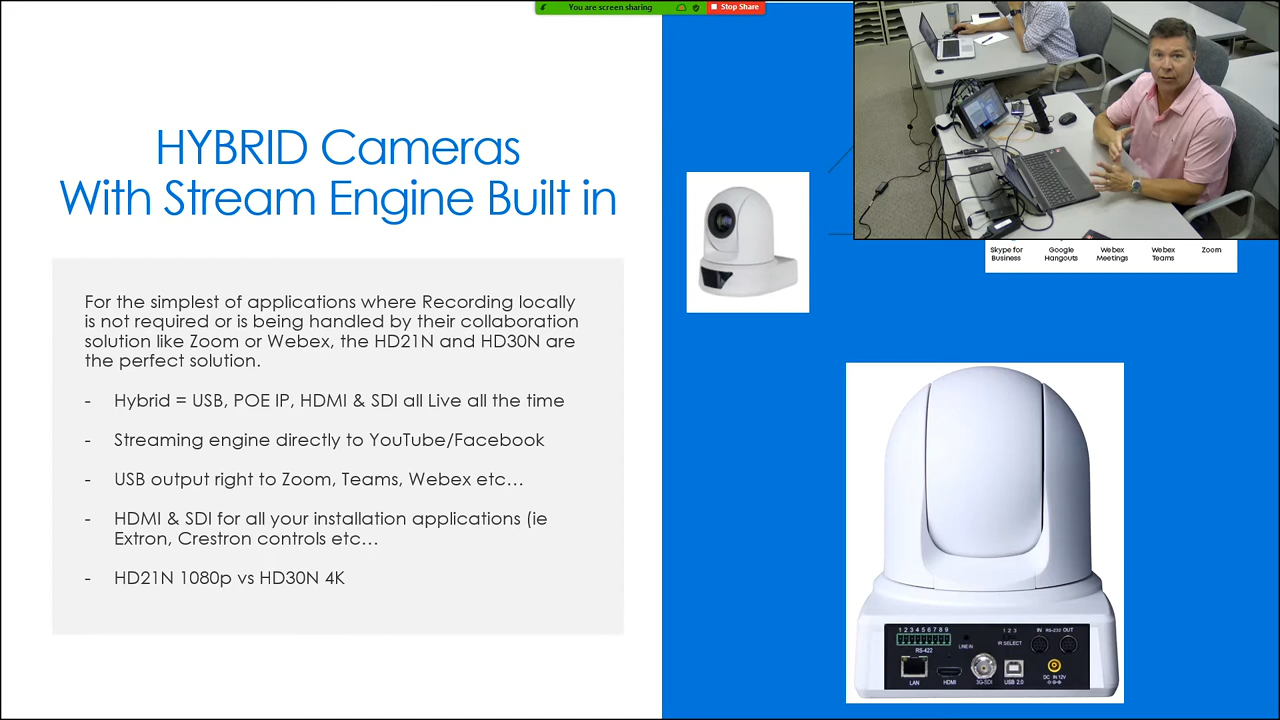 You are screen sharing
Stop Share
HYBRID Cameras
With Stream Engine Built in
For the simplest of applications where Recording locally
is not required or is being handled by their collaboration
solution like Zoom or Webex, the HD21N and HD30N are
the perfect solution.
- Hybrid = USB, POE IP, HDMI & SDI all Live all the time
- Streaming engine directly to YouTube/Facebook
- USB output right to Zoom, Teams, Webex etc…
- HDMI & SDI for all your installation applications (ie
Extron, Crestron controls etc…
- HD21N 1080p vs HD30N 4K
Skype for Business
Google Hangouts
Webex Meetings
Webex Teams
Zoom
1 2 3 4 5 6 7 8 9
RS-422
LINE IN
1 2 3
IR SELECT
IN RS-232 OUT
LAN
HDMI
3G-SDI
USB 2.0
DC IN 12V